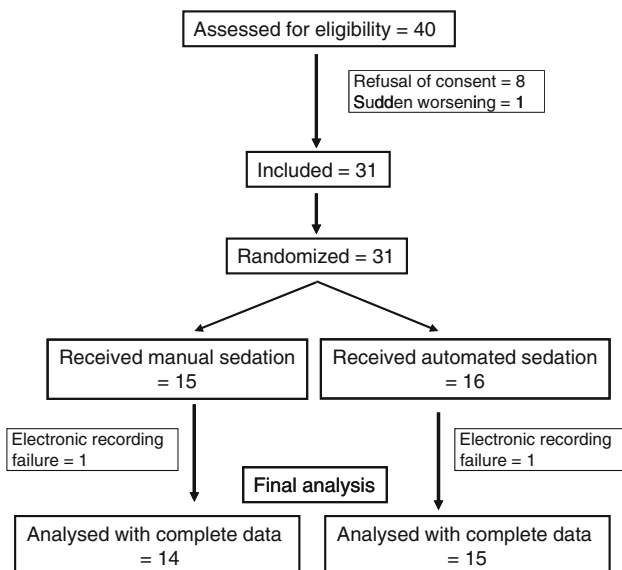 Assessed for eligibility = 40
Refusal of consent = 8
Sudden worsening = 1
Included = 31
Randomized = 31
Received manual sedation
= 15
Received automated sedation
= 16
Electronic recording
failure = 1
Electronic recording
failure = 1
Final analysis
Analysed with complete data
= 14
Analysed with complete data
= 15